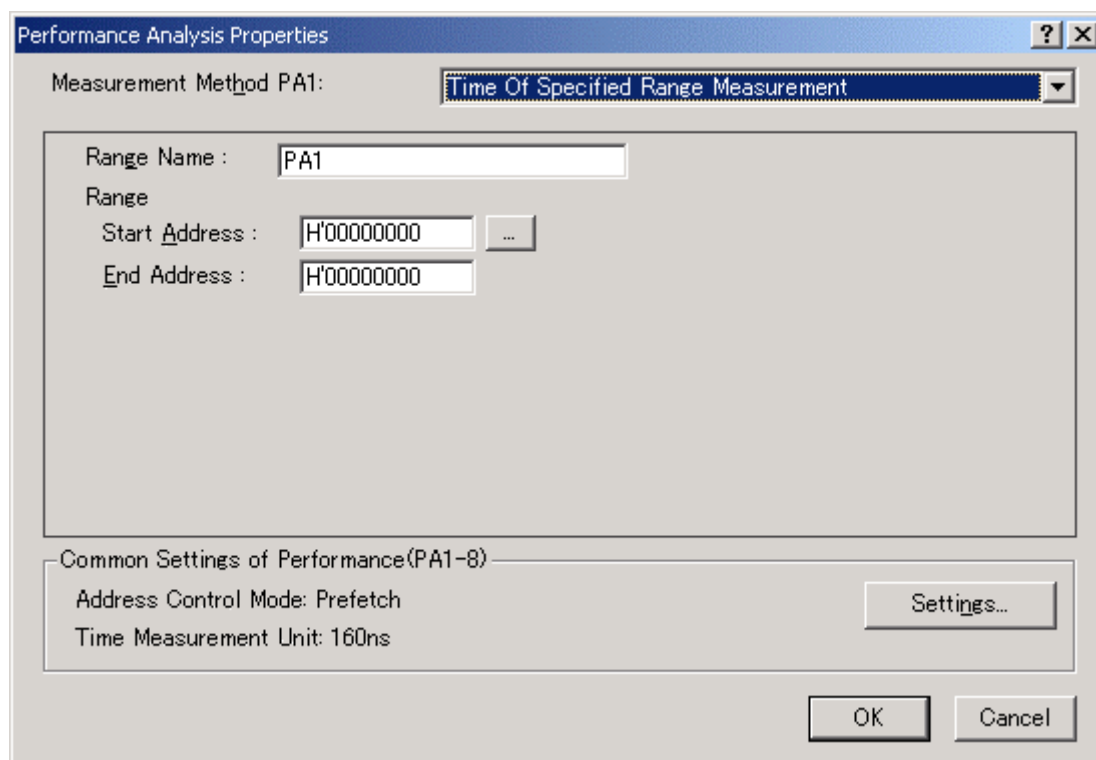 Performance Analysis Properties
Measurement Method PA1: Time Of Specified Range Measurement
Range Name : PA1
Range
Start Address : H'00000000 ...
End Address : H'00000000
Common Settings of Performance(PA1-8)
Address Control Mode: Prefetch
Settings...
Time Measurement Unit: 160ns
OK Cancel